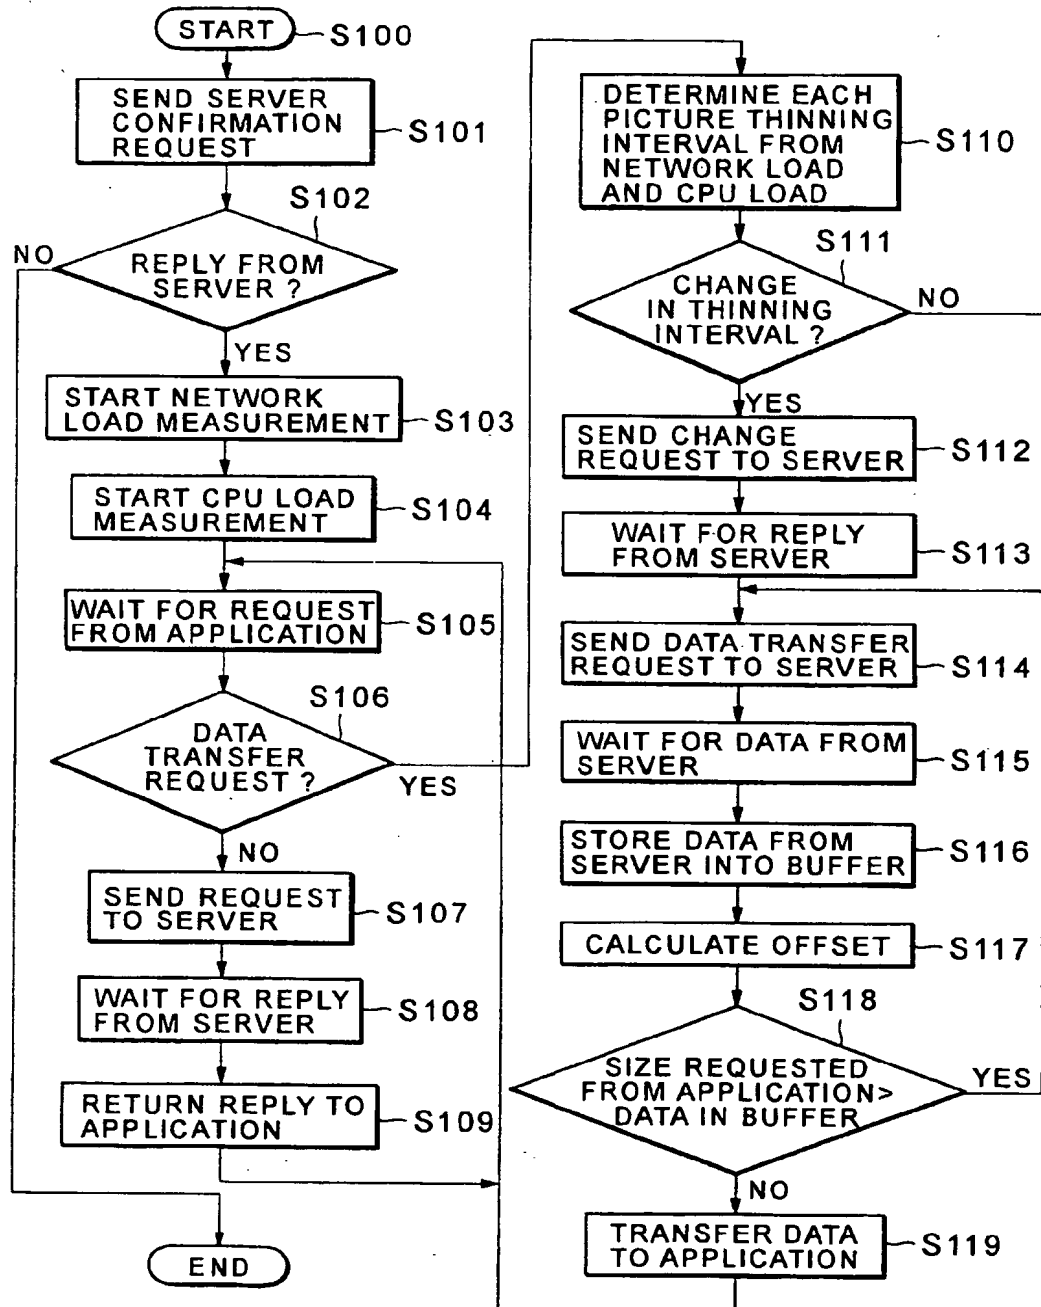 START
S100
SEND SERVER
CONFIRMATION
REQUEST
S101
S102
REPLY FROM
SERVER ?
NO
YES
START NETWORK
LOAD MEASUREMENT
S103
START CPU LOAD
MEASUREMENT
S104
WAIT FOR REQUEST
FROM APPLICATION
S105
S106
DATA
TRANSFER
REQUEST ?
YES
NO
SEND REQUEST
TO SERVER
S107
WAIT FOR REPLY
FROM SERVER
S108
RETURN REPLY TO
APPLICATION
S109
END
DETERMINE EACH
PICTURE THINNING
INTERVAL FROM
NETWORK LOAD
AND CPU LOAD
S110
S111
CHANGE
IN THINNING
INTERVAL ?
NO
YES
SEND CHANGE
REQUEST TO SERVER
S112
WAIT FOR REPLY
FROM SERVER
S113
SEND DATA TRANSFER
REQUEST TO SERVER
S114
WAIT FOR DATA FROM
SERVER
S115
STORE DATA FROM
SERVER INTO BUFFER
S116
CALCULATE OFFSET
S117
S118
SIZE REQUESTED
FROM APPLICATION>
DATA IN BUFFER
YES
NO
TRANSFER DATA
TO APPLICATION
S119